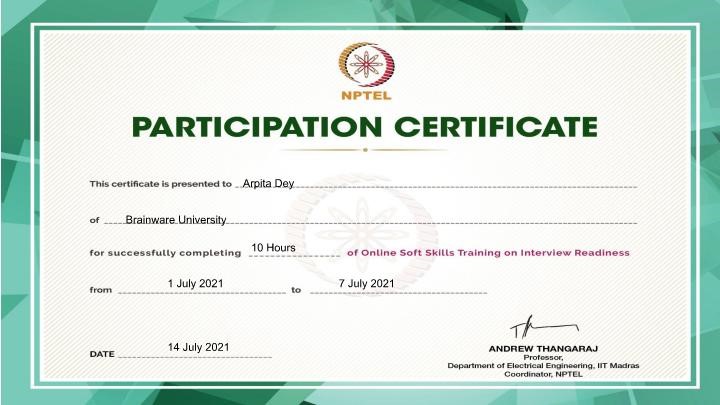 NPTEL
PARTICIPATION CERTIFICATE
This certificate is presented to Arpita Dey
of Brainware University
for successfully completing 10 Hours of Online Soft Skills Training on Interview Readiness
from 1 July 2021 to 7 July 2021
DATE 14 July 2021
ANDREW THANGARAJ
Professor,
Department of Electrical Engineering, IIT Madras
Coordinator, NPTEL